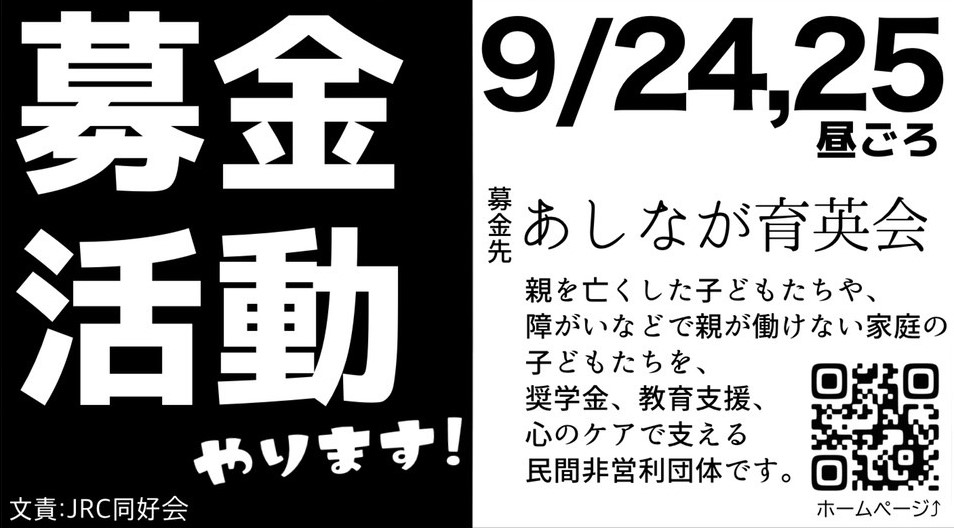 募金
活動
やります!
文責:JRC同好会
9/24,25
昼ごろ
募金先
あしなが育英会
親を亡くした子どもたちや、
障がいなどで親が働けない家庭の
子どもたちを、
奨学金、教育支援、
心のケアで支える
民間非営利団体です。
ホームページ⤴